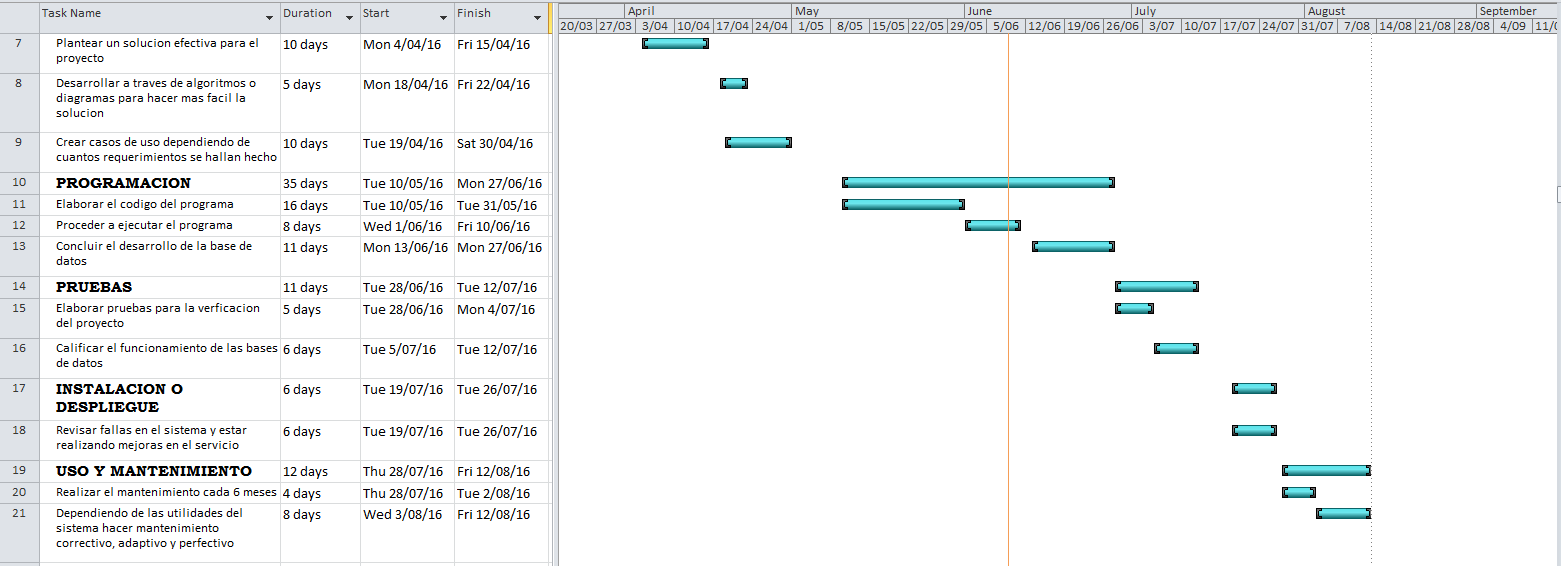 Task Name Duration Start Finish
April May June July August September
20/03 27/03 3/04 10/04 17/04 24/04 1/05 8/05 15/05 22/05 29/05 5/06 12/06 19/06 26/06 3/07 10/07 17/07 24/07 31/07 7/08 14/08 21/08 28/08 4/09
7 Plantear un solucion efectiva para el 10 days Mon 4/04/16 Fri 15/04/16
proyecto
8 Desarrollar a traves de algoritmos o 5 days Mon 18/04/16 Fri 22/04/16
diagramas para hacer mas facil la
solucion
9 Crear casos de uso dependiendo de 10 days Tue 19/04/16 Sat 30/04/16
cuantos requerimientos se hallan hecho
10 PROGRAMACION 35 days Tue 10/05/16 Mon 27/06/16
11 Elaborar el codigo del programa 16 days Tue 10/05/16 Tue 31/05/16
12 Proceder a ejecutar el programa 8 days Wed 1/06/16 Fri 10/06/16
13 Concluir el desarrollo de la base de 11 days Mon 13/06/16 Mon 27/06/16
datos
14 PRUEBAS 11 days Tue 28/06/16 Tue 12/07/16
15 Elaborar pruebas para la verficacion 5 days Tue 28/06/16 Mon 4/07/16
del proyecto
16 Calificar el funcionamiento de las bases 6 days Tue 5/07/16 Tue 12/07/16
de datos
17 INSTALACION O 6 days Tue 19/07/16 Tue 26/07/16
DESPLIEGUE
18 Revisar fallas en el sistema y estar 6 days Tue 19/07/16 Tue 26/07/16
realizando mejoras en el servicio
19 USO Y MANTENIMIENTO 12 days Thu 28/07/16 Fri 12/08/16
20 Realizar el mantenimiento cada 6 meses 4 days Thu 28/07/16 Tue 2/08/16
21 Dependiendo de las utilidades del 8 days Wed 3/08/16 Fri 12/08/16
sistema hacer mantenimiento
correctivo, adaptivo y perfectivo